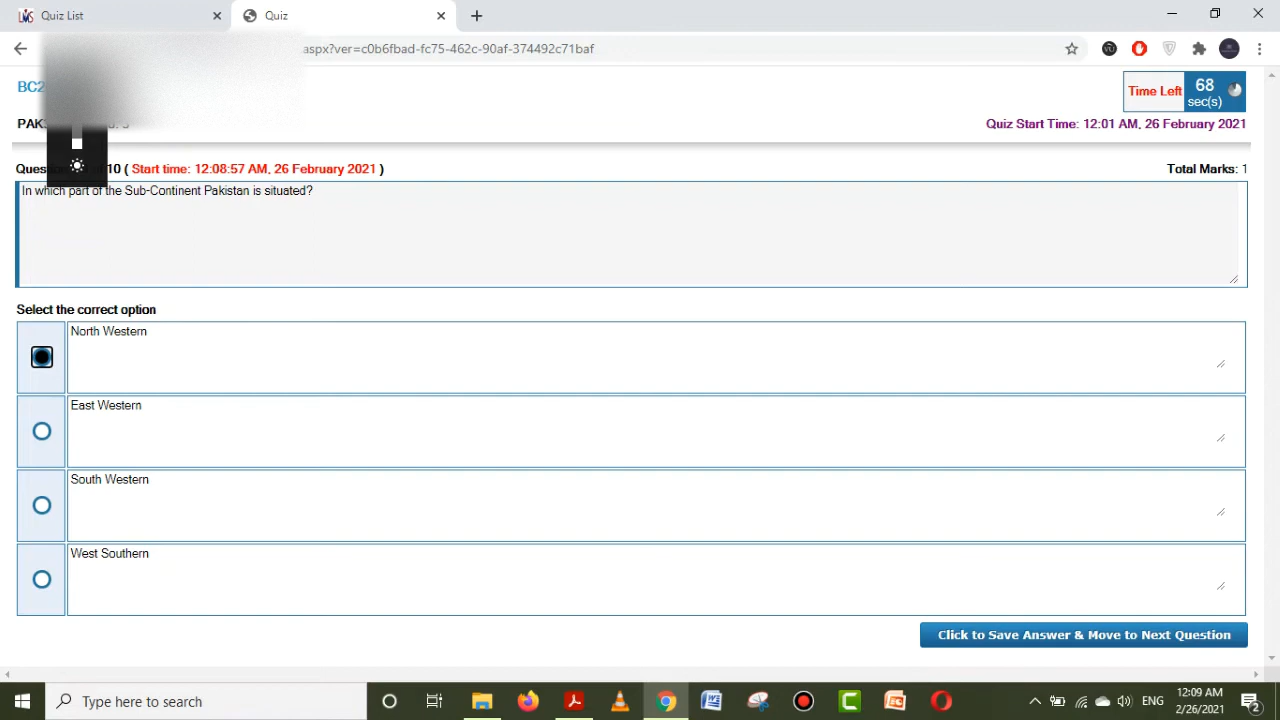 Quiz List
Quiz
aspx?ver=c0b6fbad-fc75-462c-90af-374492c71baf
BC2
Time Left 68 sec(s)
PAK
Quiz Start Time: 12:01 AM, 26 February 2021
10 ( Start time: 12:08:57 AM, 26 February 2021 )
Total Marks: 1
In which part of the Sub-Continent Pakistan is situated?
Select the correct option
North Western
East Western
South Western
West Southern
Click to Save Answer & Move to Next Question
Type here to search
ENG
12:09 AM
2/26/2021
2